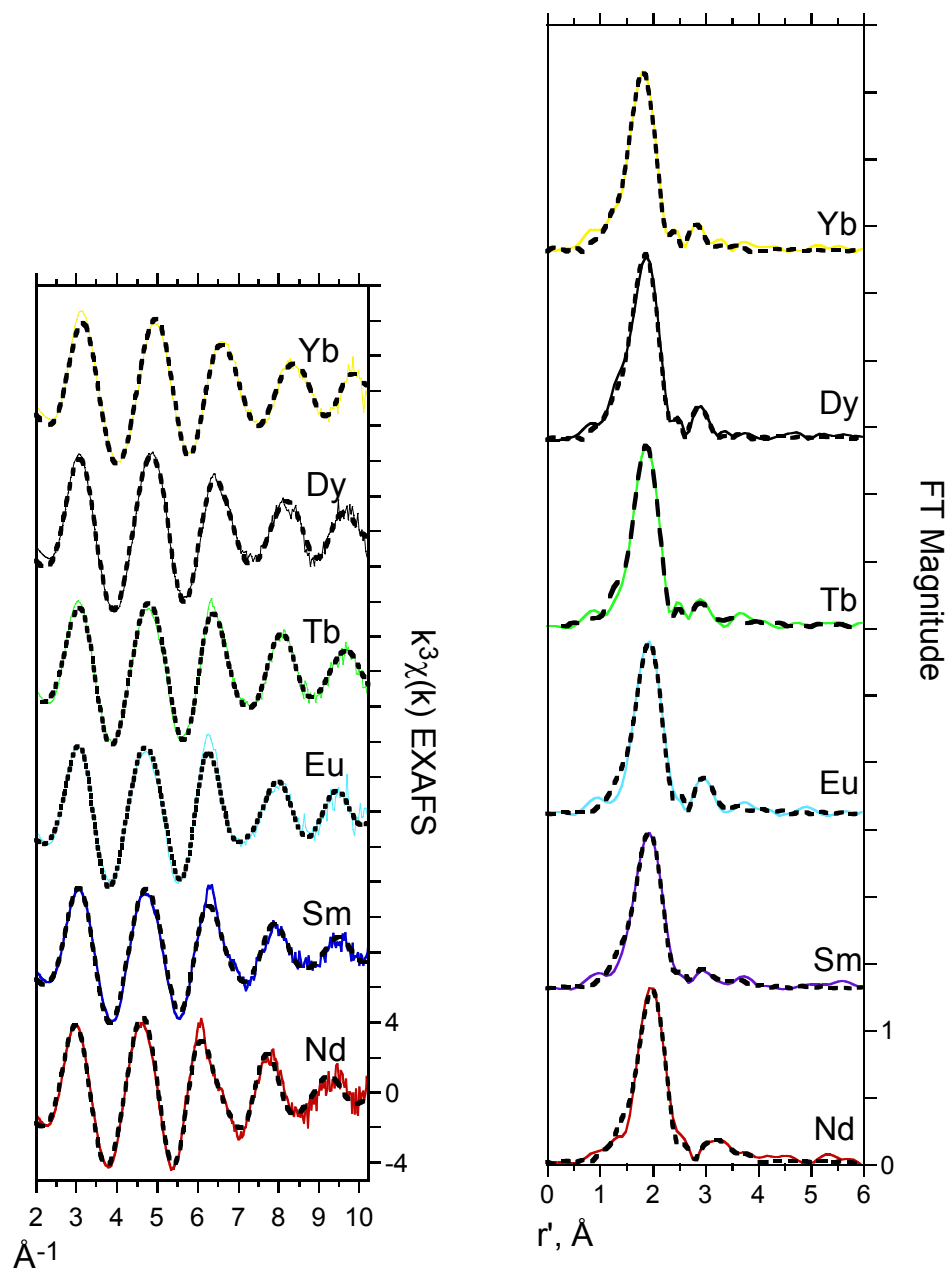 Yb
Dy
Tb
Eu
Sm
Nd
4
0
-4
2 3 4 5 6 7 8 9 10
Å-1
k3χ(k) EXAFS
Yb
Dy
Tb
Eu
Sm
Nd
1
0
0 1 2 3 4 5 6
r', Å
FT Magnitude